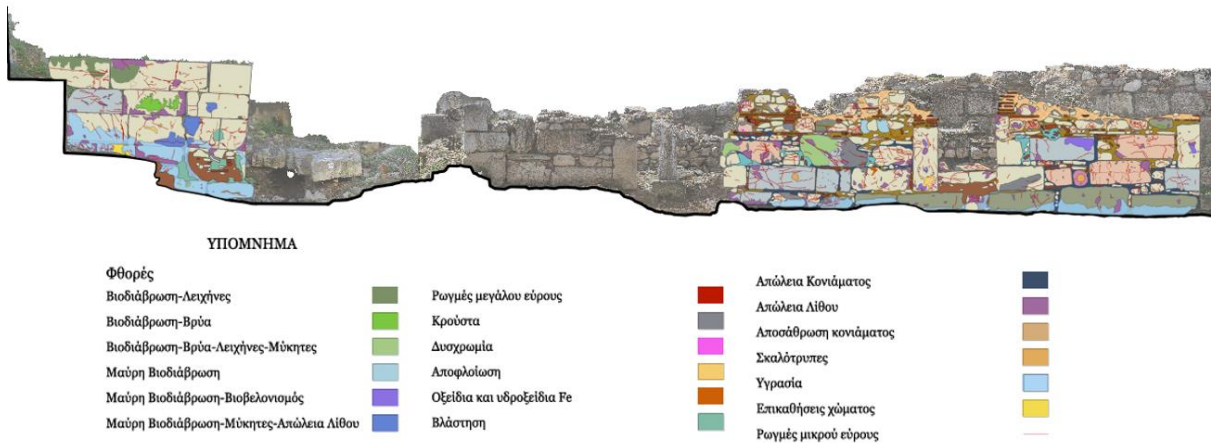 ΥΠΟΜΝΗΜΑ
Φθορές
Βιοδιάβρωση-Λειχήνες
Βιοδιάβρωση-Βρύα
Βιοδιάβρωση-Βρύα-Λειχήνες-Μύκητες
Μαύρη Βιοδιάβρωση
Μαύρη Βιοδιάβρωση-Βιοβελονισμός
Μαύρη Βιοδιάβρωση-Μύκητες-Απώλεια Λίθου
Ρωγμές μεγάλου εύρους
Κρούστα
Δυσχρωμία
Αποφλοίωση
Οξείδια και υδροξείδια Fe
Βλάστηση
Απώλεια Κονιάματος
Απώλεια Λίθου
Αποσάθρωση κονιάματος
Σκαλότρυπες
Υγρασία
Επικαθήσεις χώματος
Ρωγμές μικρού εύρους